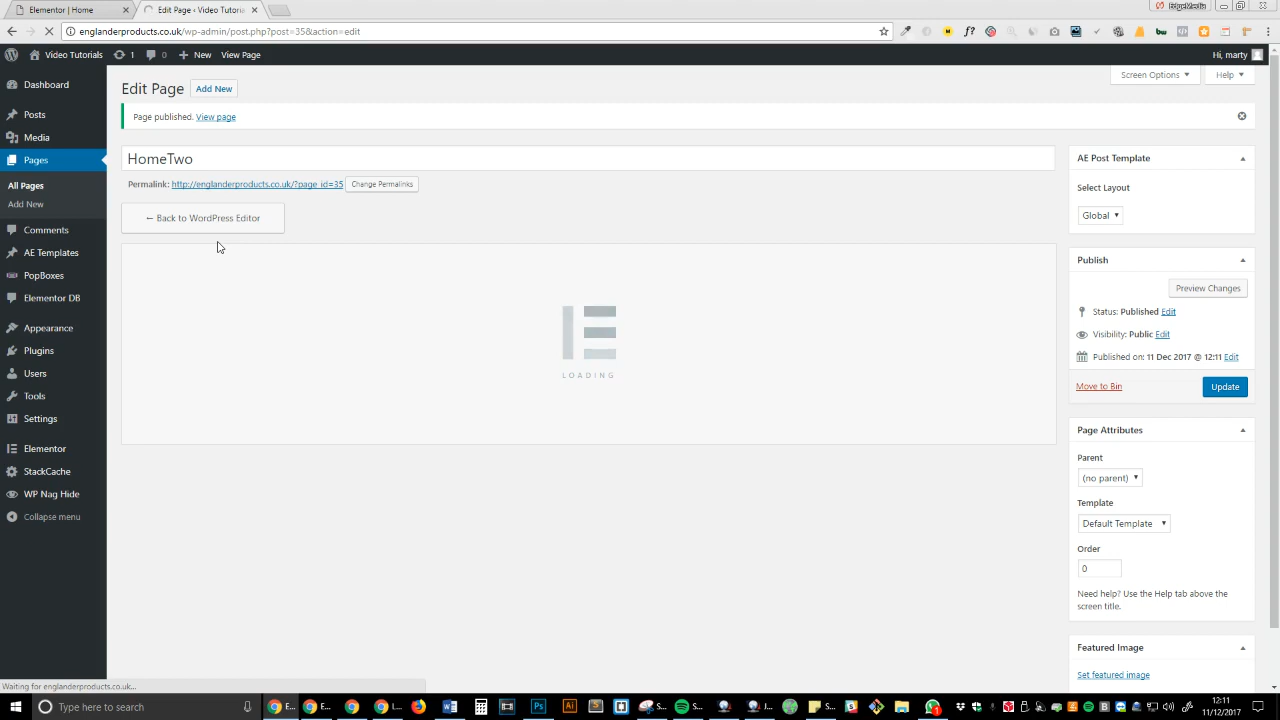 Elementor | Home
Edit Page ‹ Video Tutoria
englanderproducts.co.uk/wp-admin/post.php?post=35&action=edit
Video Tutorials
1
0
New
View Page
Hi, marty
Screen Options
Help
Dashboard
Posts
Media
Pages
All Pages
Add New
Comments
AE Templates
PopBoxes
Elementor DB
Appearance
Plugins
Users
Tools
Settings
Elementor
StackCache
WP Nag Hide
Collapse menu
Edit Page
Add New
Page published. View page
HomeTwo
Permalink: http://englanderproducts.co.uk/?page_id=35
Change Permalinks
← Back to WordPress Editor
LOADING
AE Post Template
Select Layout
Global
Publish
Preview Changes
Status: Published Edit
Visibility: Public Edit
Published on: 11 Dec 2017 @ 12:11 Edit
Move to Bin
Update
Page Attributes
Parent
(no parent)
Template
Default Template
Order
0
Need help? Use the Help tab above the
screen title.
Featured Image
Set featured image
Waiting for englanderproducts.co.uk...
Type here to search
E...
E...
I...
S...
S...
I...
J...
S...
S...
12:11
11/12/2017